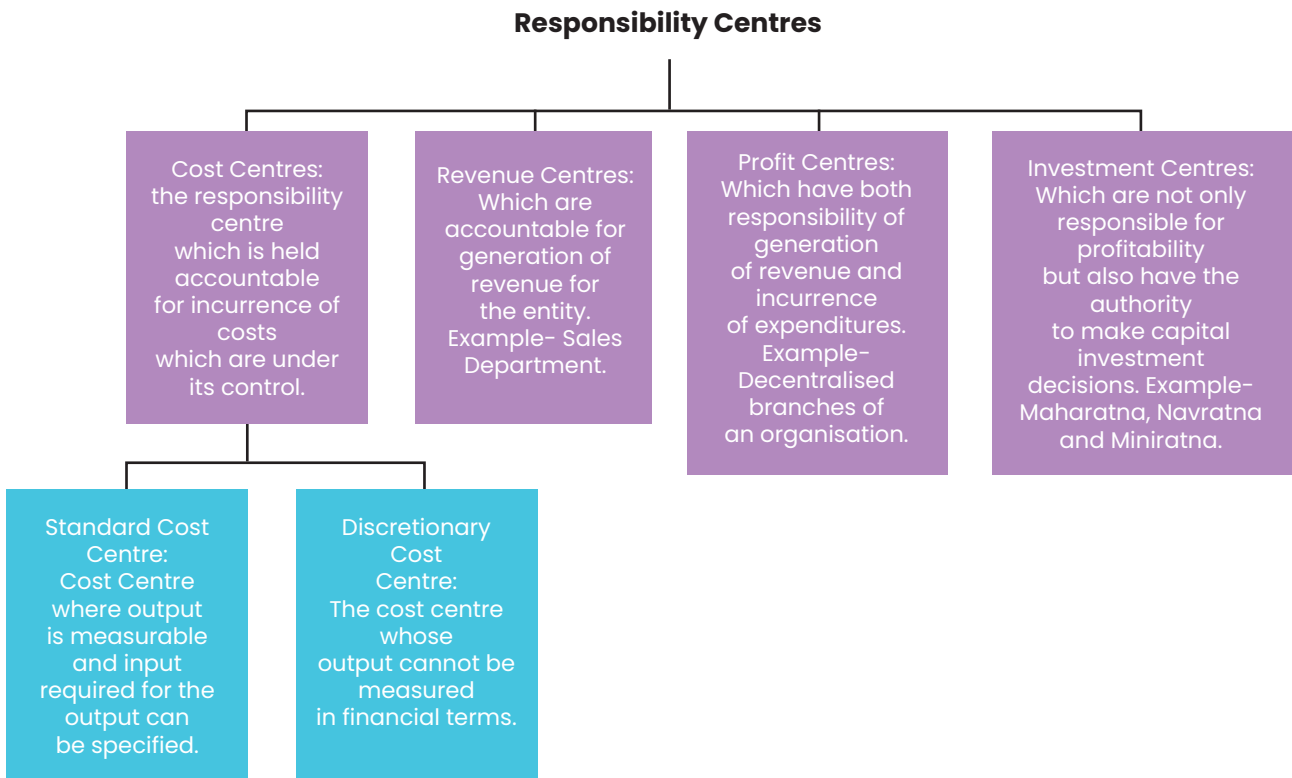 Responsibility Centres
Cost Centres:
the responsibility
centre
which is held
accountable
for incurrence of
costs
which are under
its control.
Revenue Centres:
Which are
accountable for
generation of
revenue for
the entity.
Example- Sales
Department.
Profit Centres:
Which have both
responsibility of
generation
of revenue and
incurrence
of expenditures.
Example-
Decentralised
branches of
an organisation.
Investment Centres:
Which are not only
responsible for
profitability
but also have the
authority
to make capital
investment
decisions. Example-
Maharatna, Navratna
and Miniratna.
Standard Cost
Centre:
Cost Centre
where output
is measurable
and input
required for the
output can
be specified.
Discretionary
Cost
Centre:
The cost centre
whose
output cannot be
measured
in financial terms.